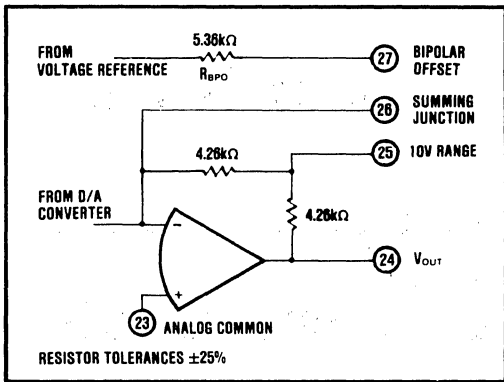 FROM
VOLTAGE REFERENCE
5.36kΩ
RBPO
27
BIPOLAR
OFFSET
26
SUMMING
JUNCTION
4.26kΩ
25
10V RANGE
FROM D/A
CONVERTER
4.26kΩ
−
+
24
VOUT
23
ANALOG COMMON
RESISTOR TOLERANCES ±25%